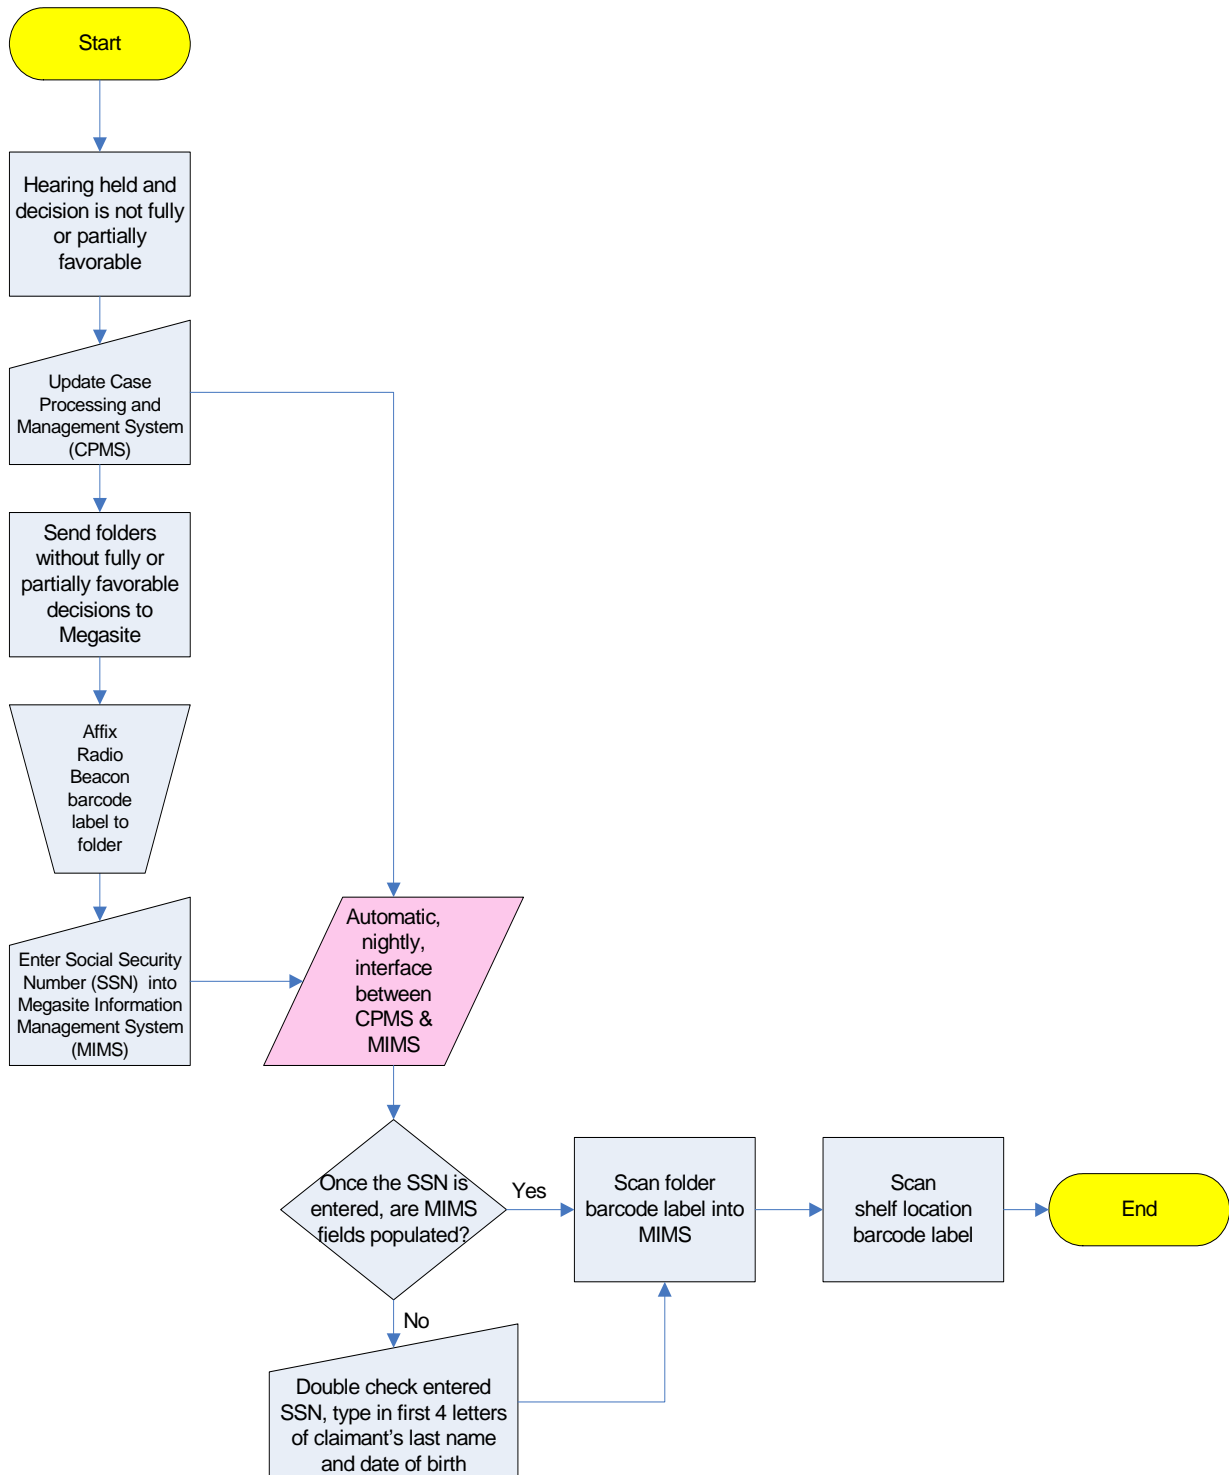 Start
Hearing held and
decision is not fully
or partially
favorable
Update Case
Processing and
Management System
(CPMS)
Send folders
without fully or
partially favorable
decisions to
Megasite
Affix
Radio
Beacon
barcode
label to
folder
Enter Social Security
Number (SSN) into
Megasite Information
Management System
(MIMS)
Automatic,
nightly,
interface
between
CPMS &
MIMS
Once the SSN is
entered, are MIMS
fields populated?
Yes
No
Scan folder
barcode label into
MIMS
Scan
shelf location
barcode label
End
Double check entered
SSN, type in first 4 letters
of claimant's last name
and date of birth